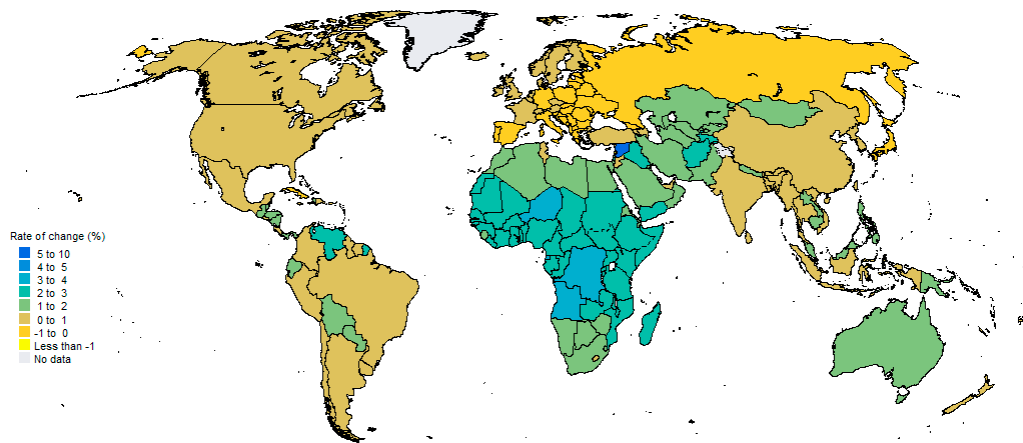 Rate of change (%)
5 to 10
4 to 5
3 to 4
2 to 3
1 to 2
0 to 1
-1 to 0
Less than -1
No data